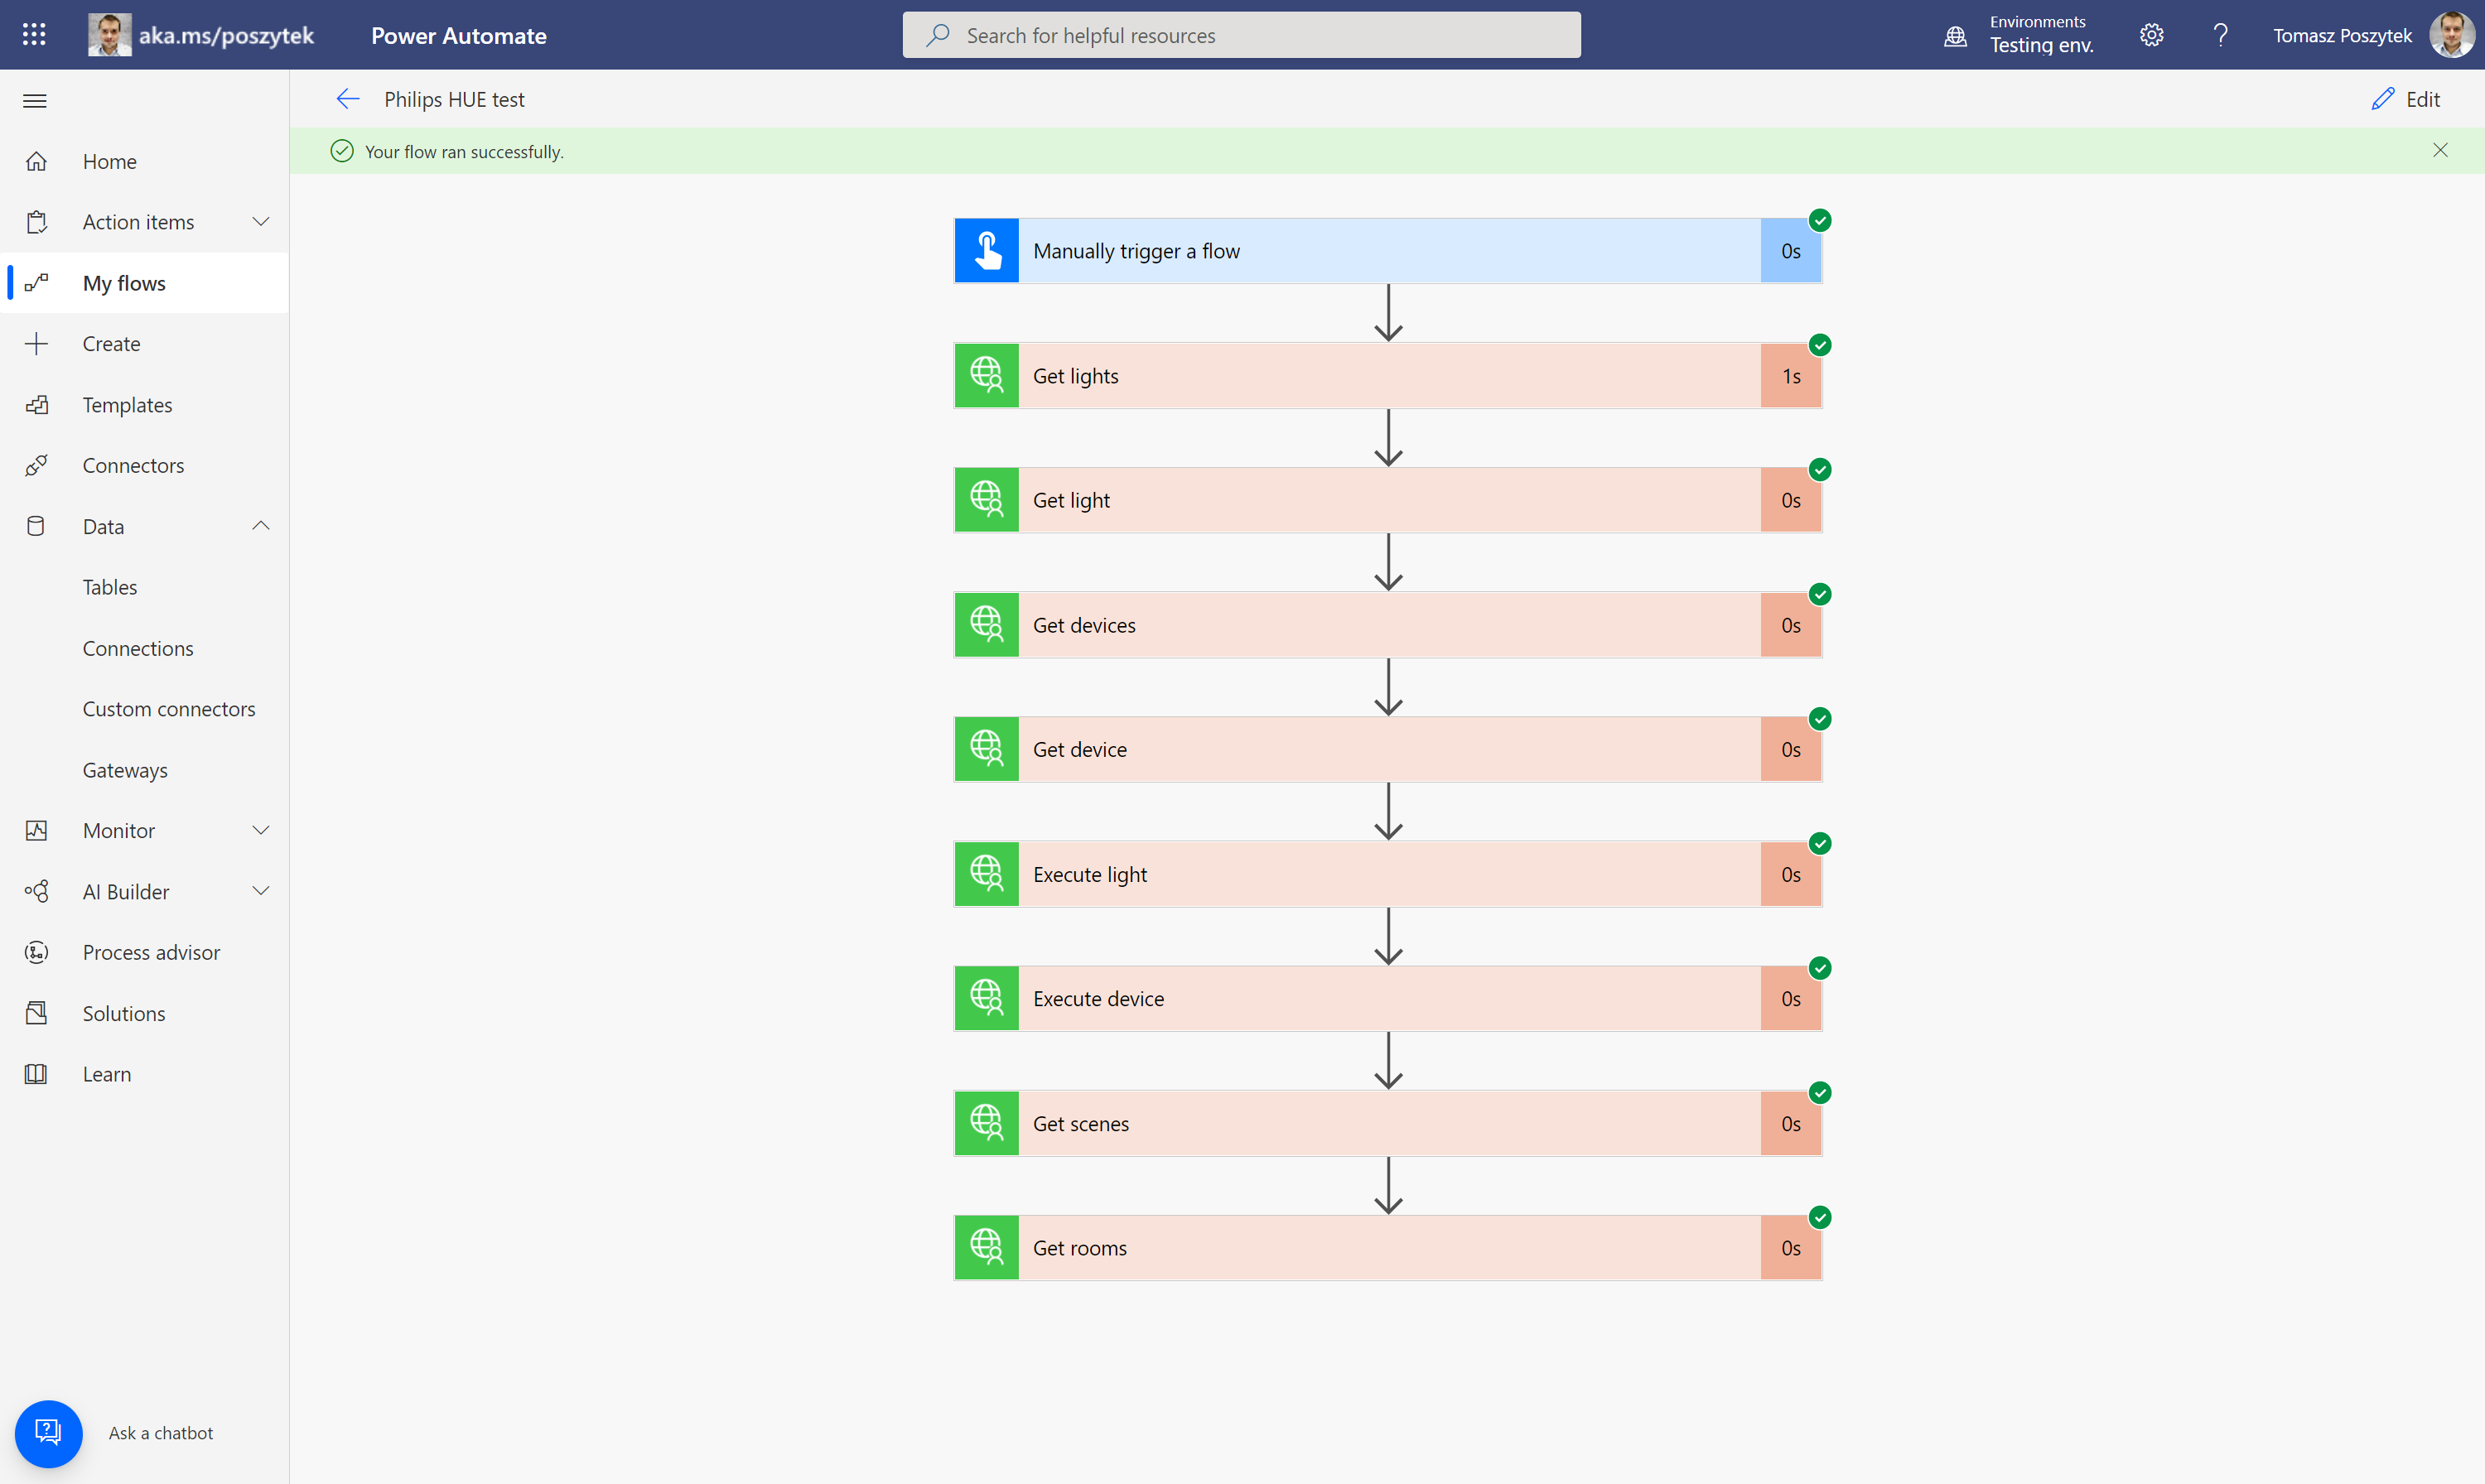 aka.ms/poszytek
Power Automate
Search for helpful resources
Environments
Testing env.
?
Tomasz Poszytek
Philips HUE test
Edit
Your flow ran successfully.
Home
Action items
My flows
Create
Templates
Connectors
Data
Tables
Connections
Custom connectors
Gateways
Monitor
AI Builder
Process advisor
Solutions
Learn
Ask a chatbot
Manually trigger a flow 0s
Get lights 1s
Get light 0s
Get devices 0s
Get device 0s
Execute light 0s
Execute device 0s
Get scenes 0s
Get rooms 0s